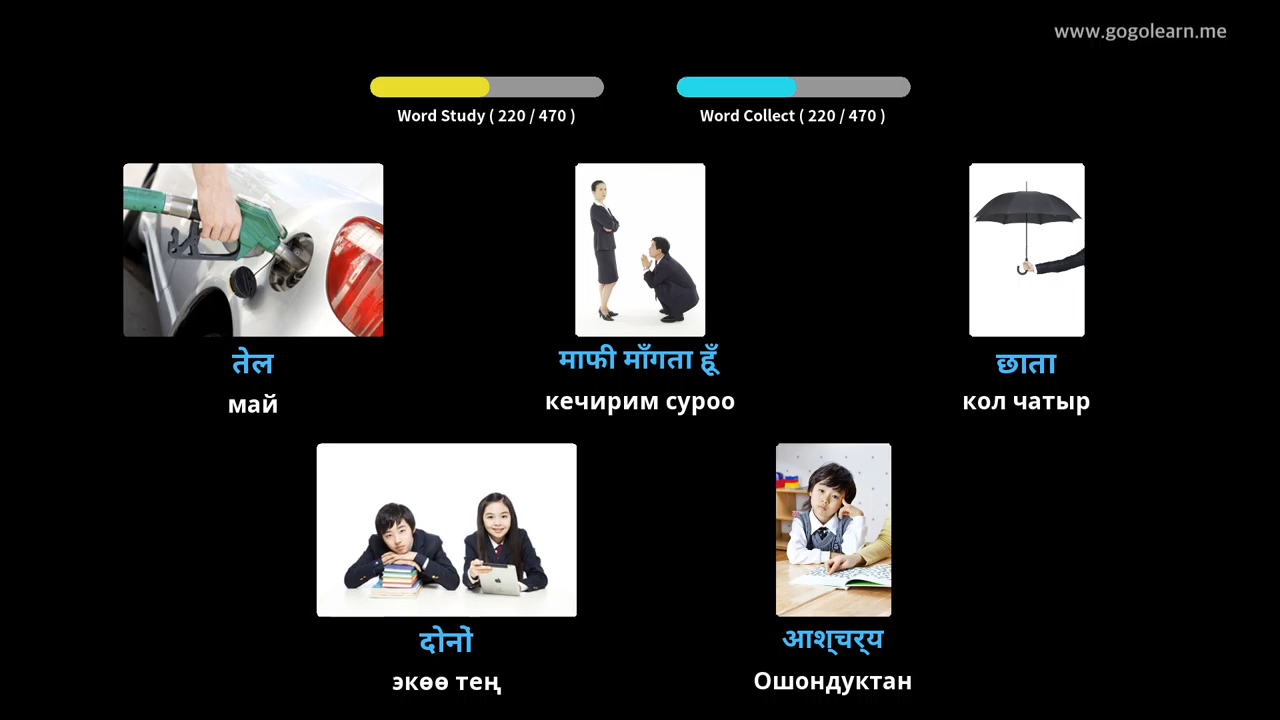 www.gogolearn.me
Word Study ( 220 / 470 )
Word Collect ( 220 / 470 )
तेल
май
माफी माँगता हूँ
кечирим суроо
छाता
кол чатыр
दोनों
экөө тең
आश्चर्य
Ошондуктан